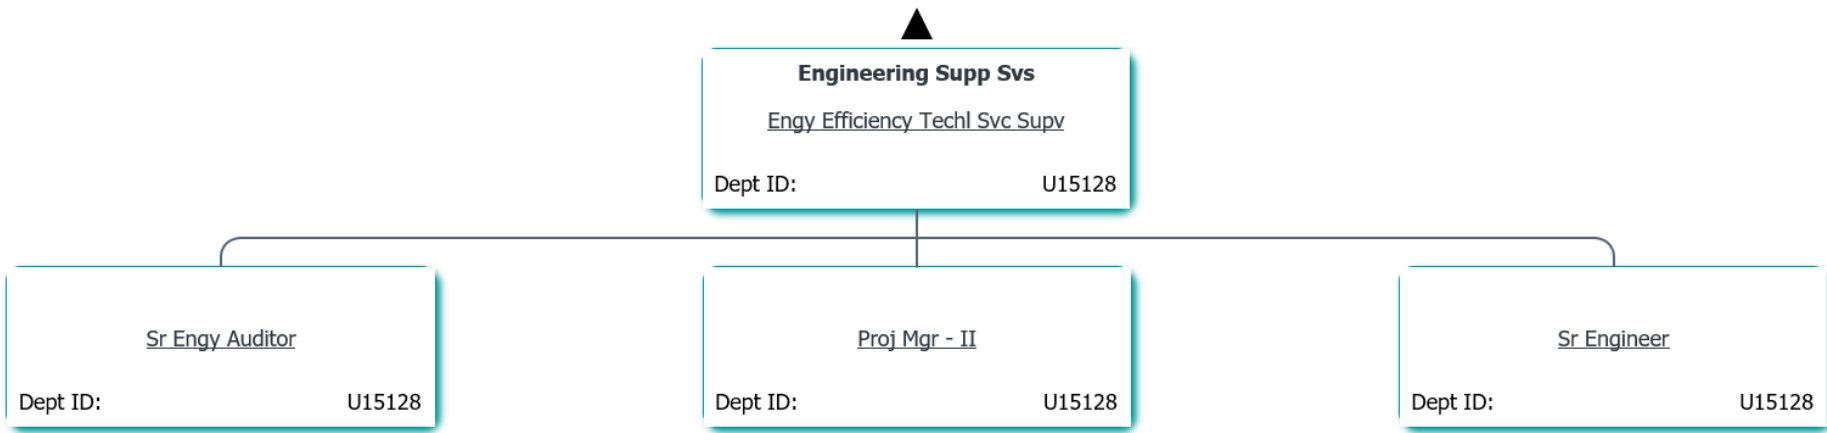 Engineering Supp Svs
Engy Efficiency Techl Svc Supv
Dept ID: U15128
Sr Engy Auditor
Dept ID: U15128
Proj Mgr - II
Dept ID: U15128
Sr Engineer
Dept ID: U15128